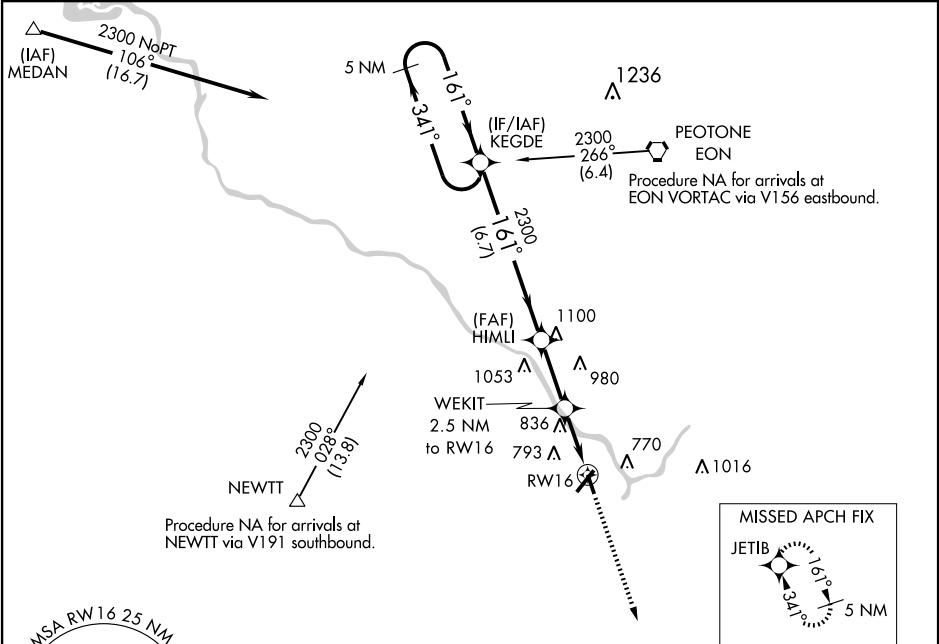 (IAF)
MEDAN
2300 NoPT
106°
(16.7)
5 NM
161°
341°
(IF/IAF)
KEGDE
1236
2300
266°
(6.4)
PEOTONE
EON
Procedure NA for arrivals at
EON VORTAC via V156 eastbound.
2300
161°
(6.7)
(FAF)
HIMLI
1100
1053
980
WEKIT
2.5 NM
to RW16
836
793
770
1016
RW16
2300
028°
(13.8)
NEWTT
Procedure NA for arrivals at
NEWTT via V191 southbound.
MISSED APCH FIX
JETIB
161°
341°
5 NM
MSA RW16 25 NM